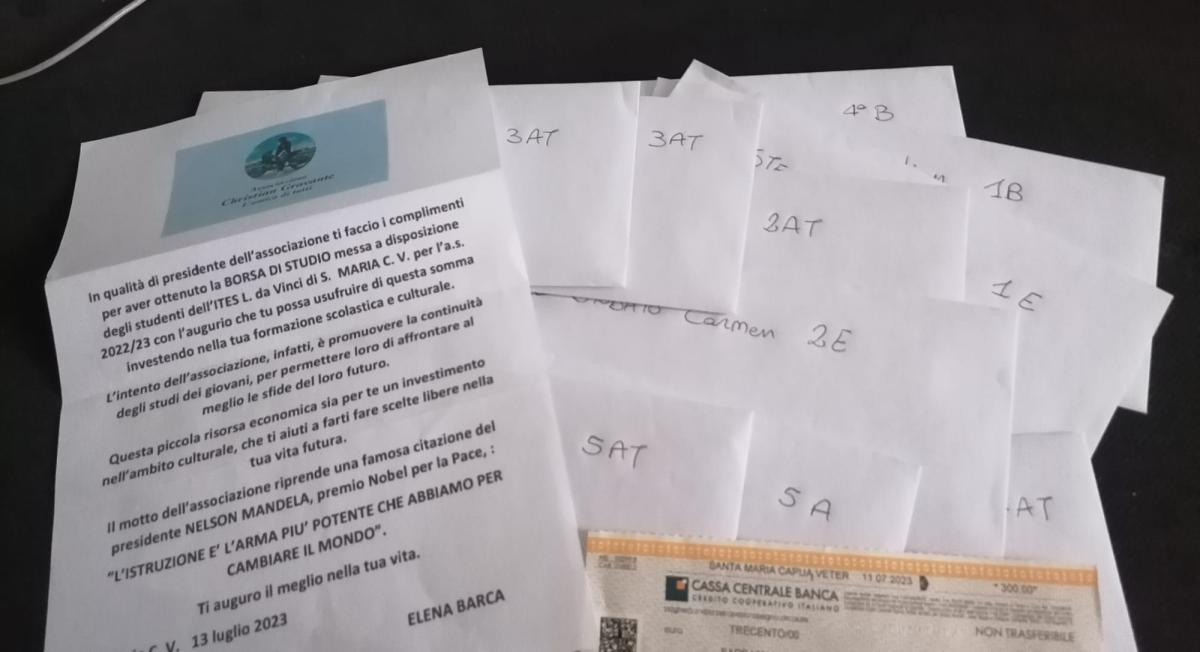 Associazione
Christian Gravante
L'amico di tutti
In qualità di presidente dell'associazione ti faccio i complimenti
per aver ottenuto la BORSA DI STUDIO messa a disposizione
degli studenti dell'ITES L. da Vinci di S. MARIA C. V. per l'a.s.
2022/23 con l'augurio che tu possa usufruire di questa somma
investendo nella tua formazione scolastica e culturale.
L'intento dell'associazione, infatti, è promuovere la continuità
degli studi dei giovani, per permettere loro di affrontare al
meglio le sfide del loro futuro.
Questa piccola risorsa economica sia per te un investimento
nell'ambito culturale, che ti aiuti a farti fare scelte libere nella
tua vita futura.
Il motto dell'associazione riprende una famosa citazione del
presidente NELSON MANDELA, premio Nobel per la Pace, :
"L'ISTRUZIONE E' L'ARMA PIU' POTENTE CHE ABBIAMO PER
CAMBIARE IL MONDO".
Ti auguro il meglio nella tua vita.
C. V. 13 luglio 2023
ELENA BARCA
3AT
3AT
4ª B
5TE
1B
3AT
1E
Carmen 2E
5AT
5A
AT
SANTA MARIA CAPUA VETER 11 07 2023 * 300.00*
CASSA CENTRALE BANCA
CREDITO COOPERATIVO ITALIANO
euro TRECENTO/00 NON TRASFERIBILE